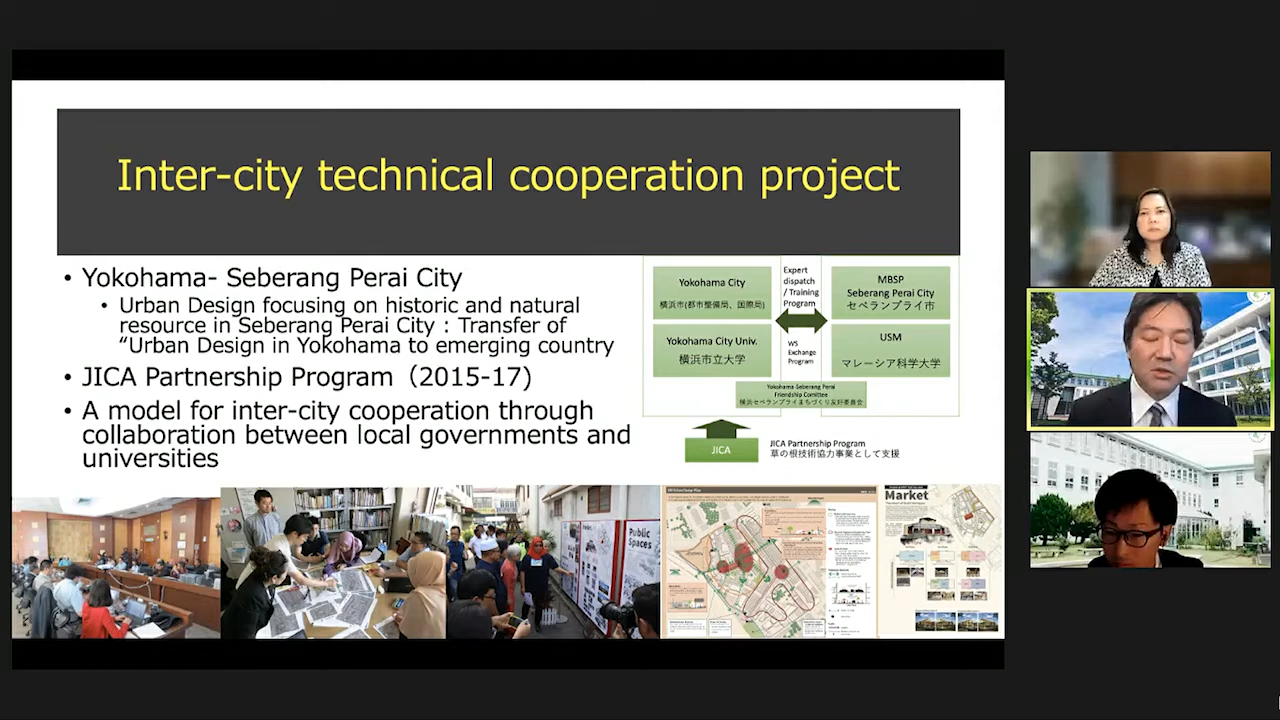 Inter-city technical cooperation project
• Yokohama- Seberang Perai City
• Urban Design focusing on historic and natural
resource in Seberang Perai City : Transfer of
“Urban Design in Yokohama to emerging country
• JICA Partnership Program（2015-17)
• A model for inter-city cooperation through
collaboration between local governments and
universities
Yokohama City
横浜市(都市整備局、国際局)
Yokohama City Univ.
横浜市立大学
Expert
dispatch
/ Training
Program
WS
Exchange
Program
MBSP
Seberang Perai City
セベランプライ市
USM
マレーシア科学大学
Yokohama-Seberang Perai
Friendship Comittee
横浜セベランプライまちづくり友好委員会
JICA
JICA Partnership Program
草の根技術協力事業として支援
Public
Spaces
Market